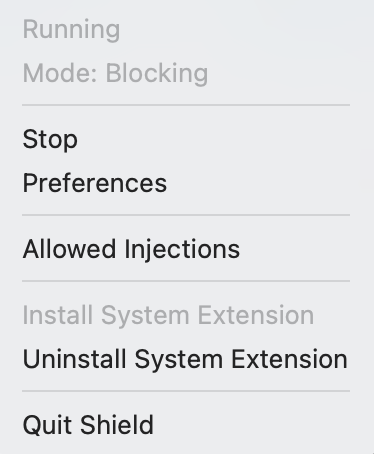 Running
Mode: Blocking
Stop
Preferences
Allowed Injections
Install System Extension
Uninstall System Extension
Quit Shield